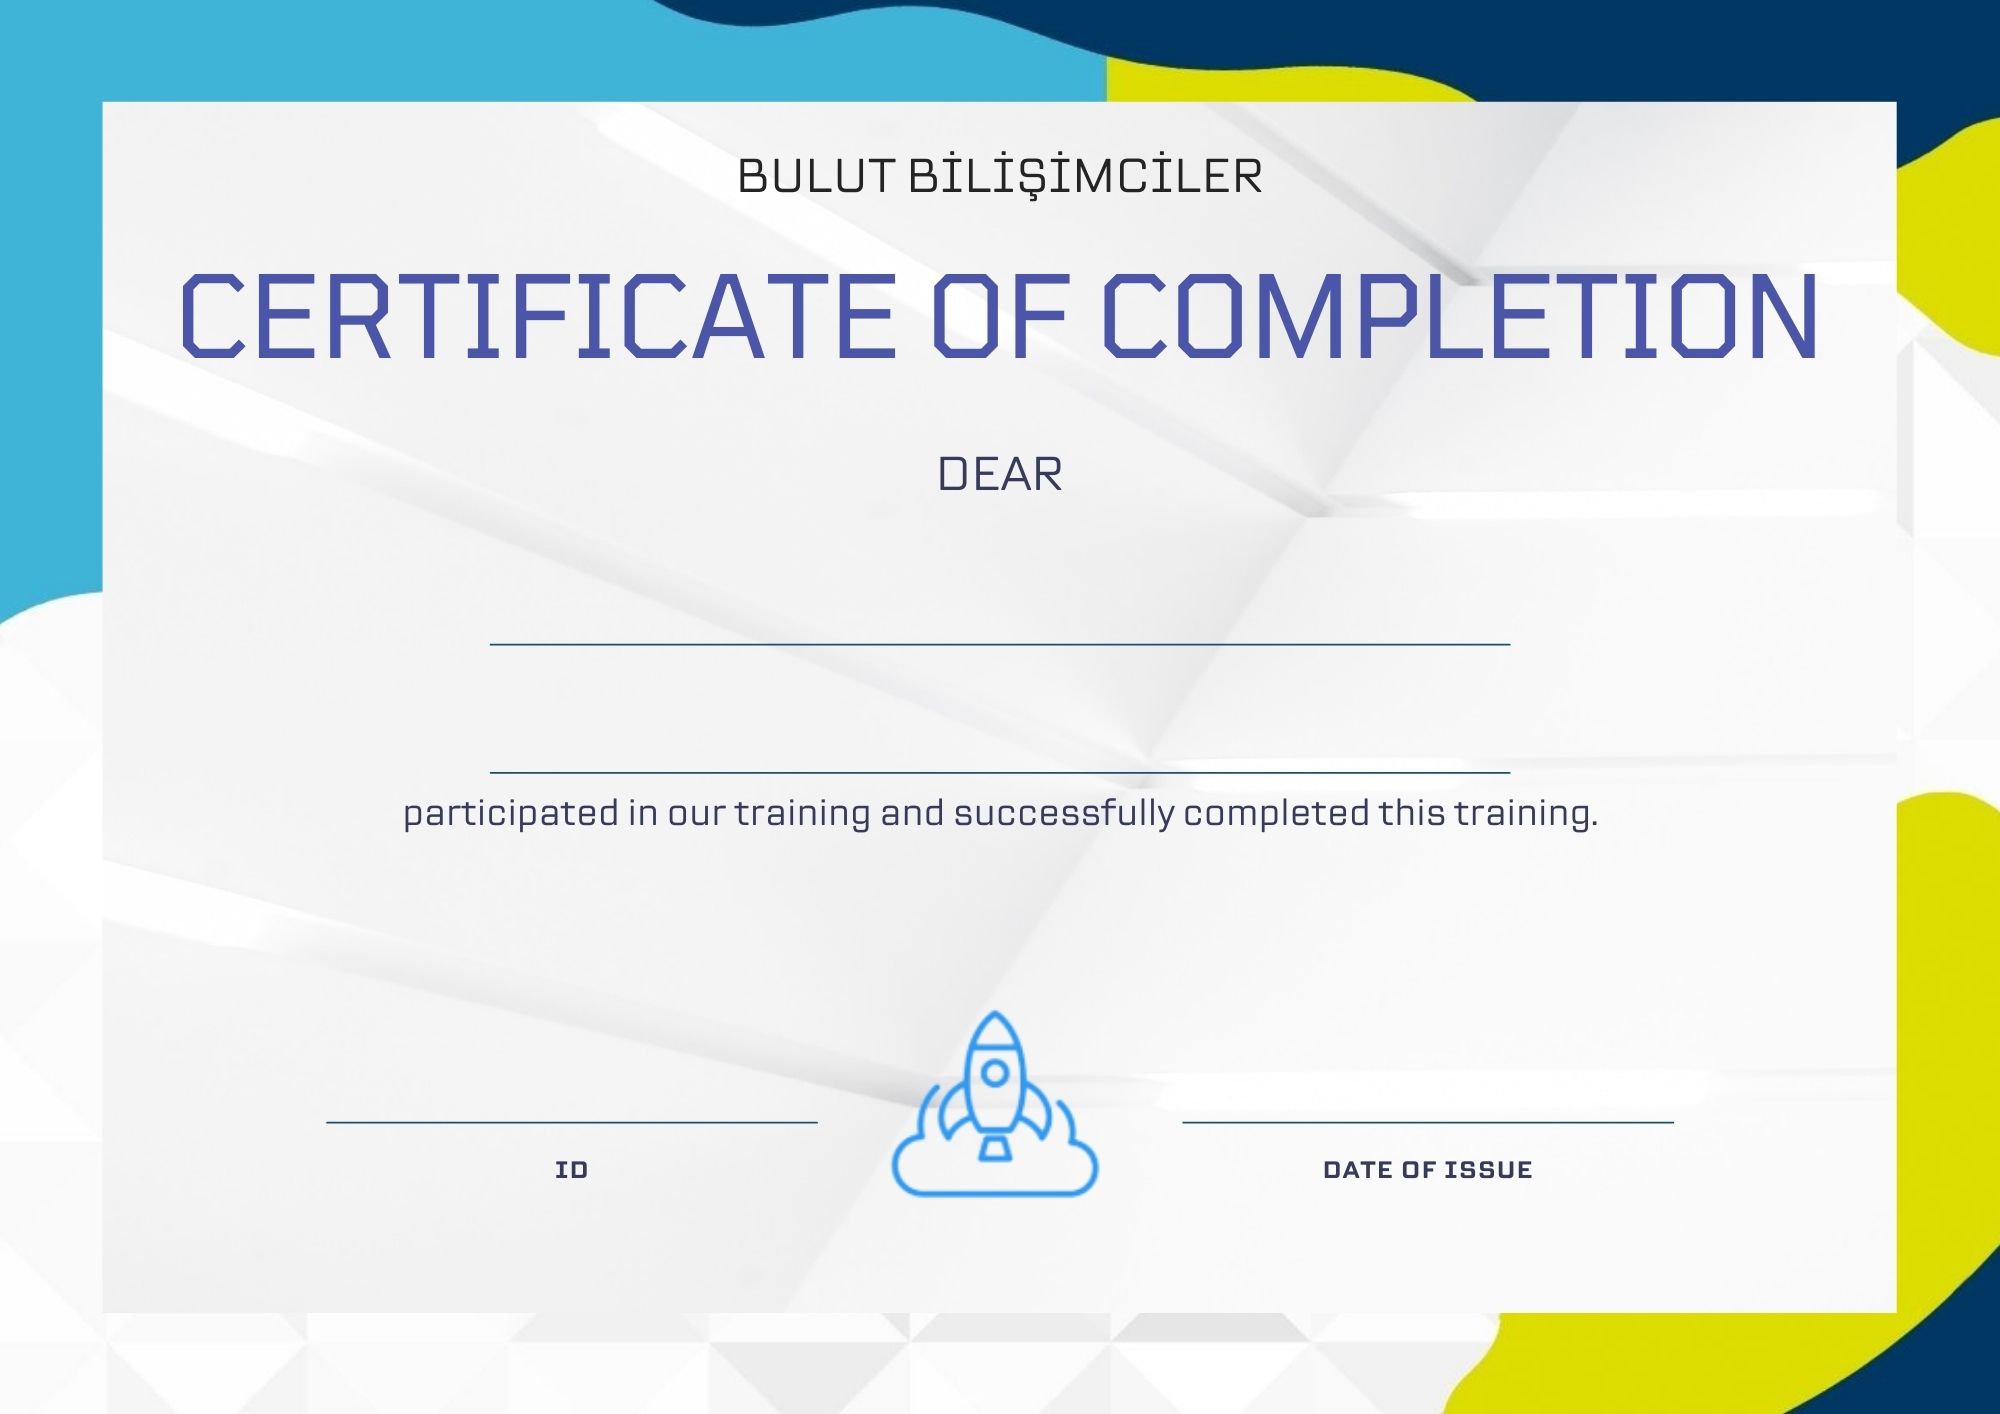 BULUT BİLİŞİMCİLER
CERTIFICATE OF COMPLETION
DEAR
participated in our training and successfully completed this training.
ID
DATE OF ISSUE